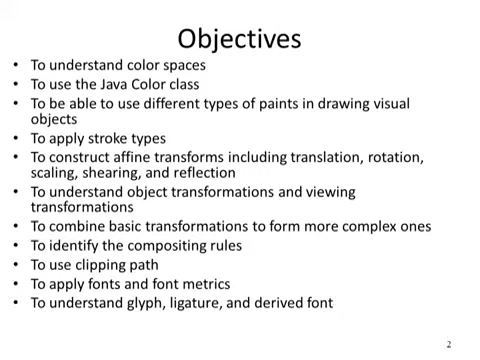 Objectives
• To understand color spaces
• To use the Java Color class
• To be able to use different types of paints in drawing visual
objects
• To apply stroke types
• To construct affine transforms including translation, rotation,
scaling, shearing, and reflection
• To understand object transformations and viewing
transformations
• To combine basic transformations to form more complex ones
• To identify the compositing rules
• To use clipping path
• To apply fonts and font metrics
• To understand glyph, ligature, and derived font
2